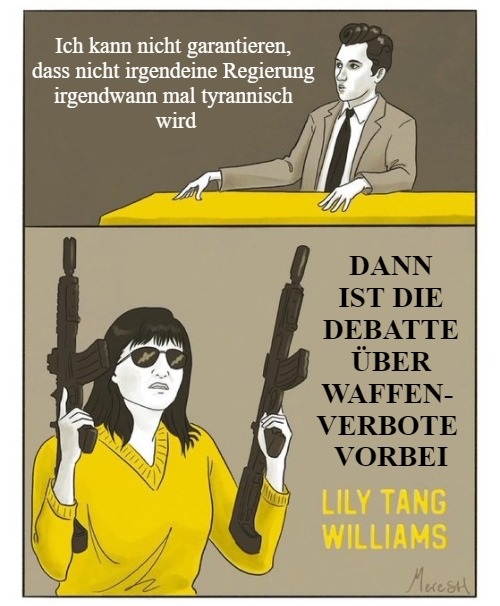 Ich kann nicht garantieren,
dass nicht irgendeine Regierung
irgendwann mal tyrannisch
wird
DANN
IST DIE
DEBATTE
ÜBER
WAFFEN-
VERBOTE
VORBEI
LILY TANG
WILLIAMS